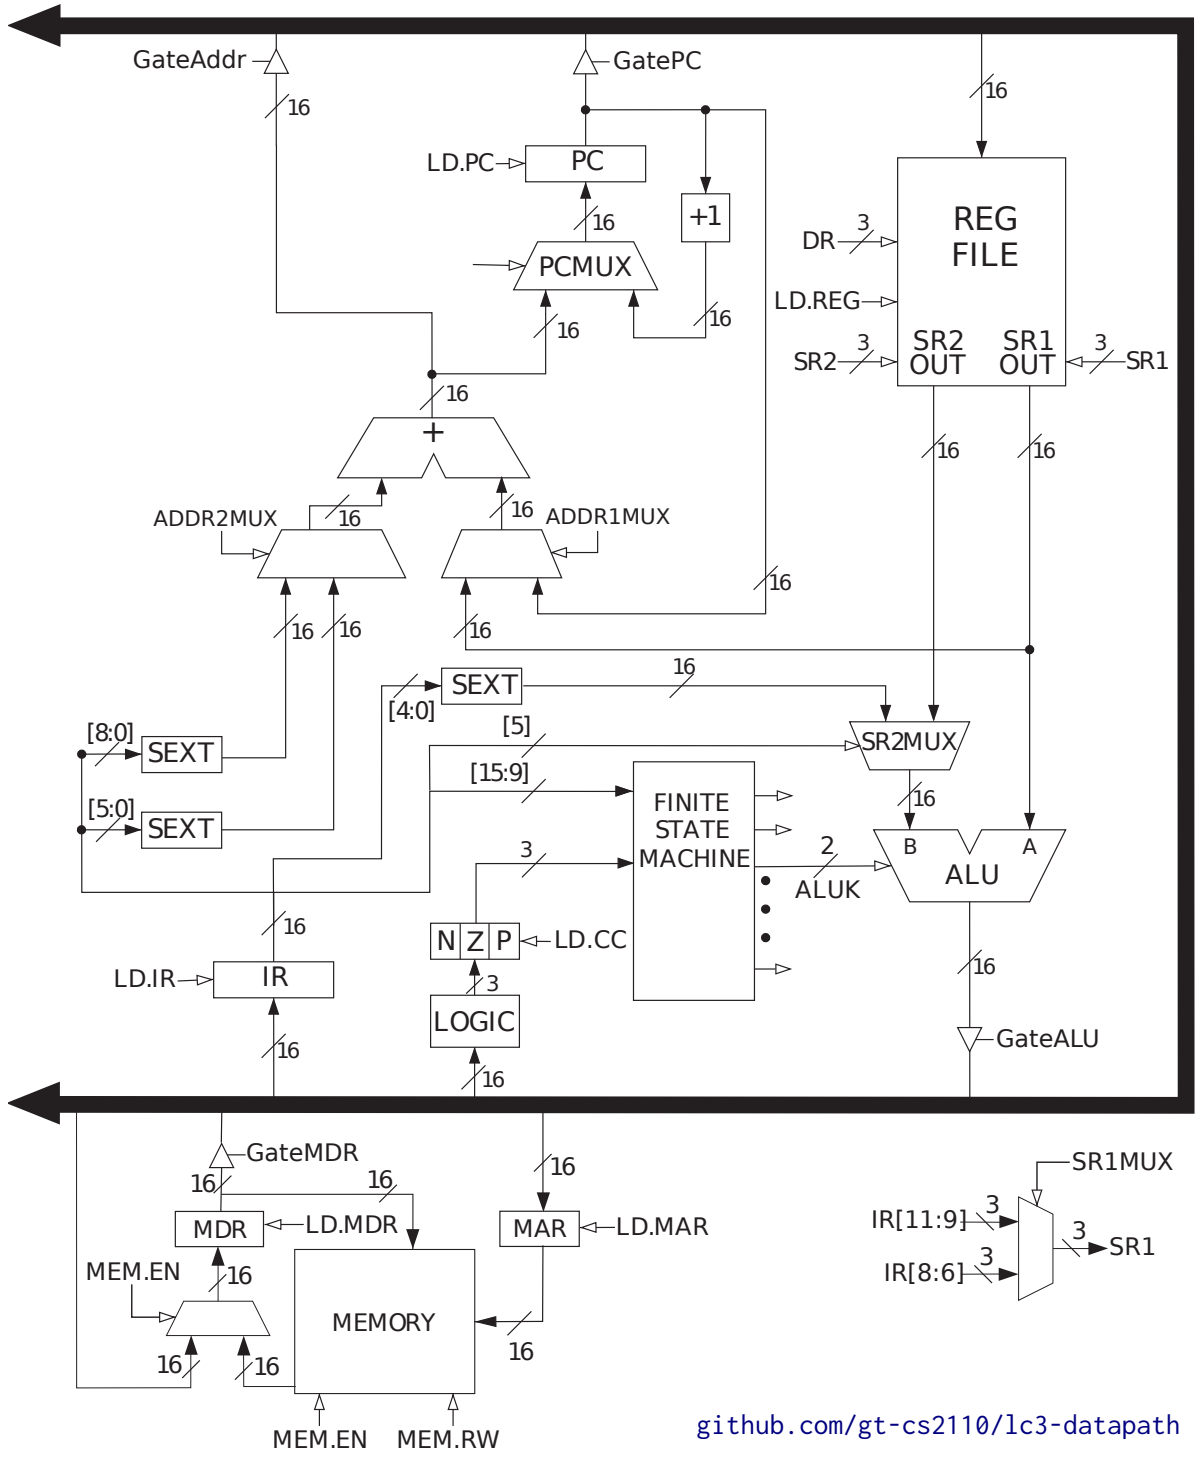 GateAddr
GatePC
16
16
LD.PC
PC
16
+1
PCMUX
16
16
REG
FILE
DR
3
LD.REG
SR2
3
SR2
OUT
SR1
OUT
3
SR1
16
+
16
16
16
16
ADDR2MUX
ADDR1MUX
16
16
16
16
16
[8:0]
SEXT
[5:0]
SEXT
[4:0]
SEXT
16
[5]
SR2MUX
[15:9]
16
FINITE
STATE
MACHINE
3
2
ALUK
B
A
ALU
16
N Z P
LD.CC
LD.IR
IR
3
16
LOGIC
GateALU
16
16
GateMDR
16
16
16
MDR
LD.MDR
MAR
LD.MAR
MEM.EN
16
MEMORY
16
16
16
MEM.EN
MEM.RW
SR1MUX
IR[11:9]
3
3
SR1
IR[8:6]
3
github.com/gt-cs2110/lc3-datapath